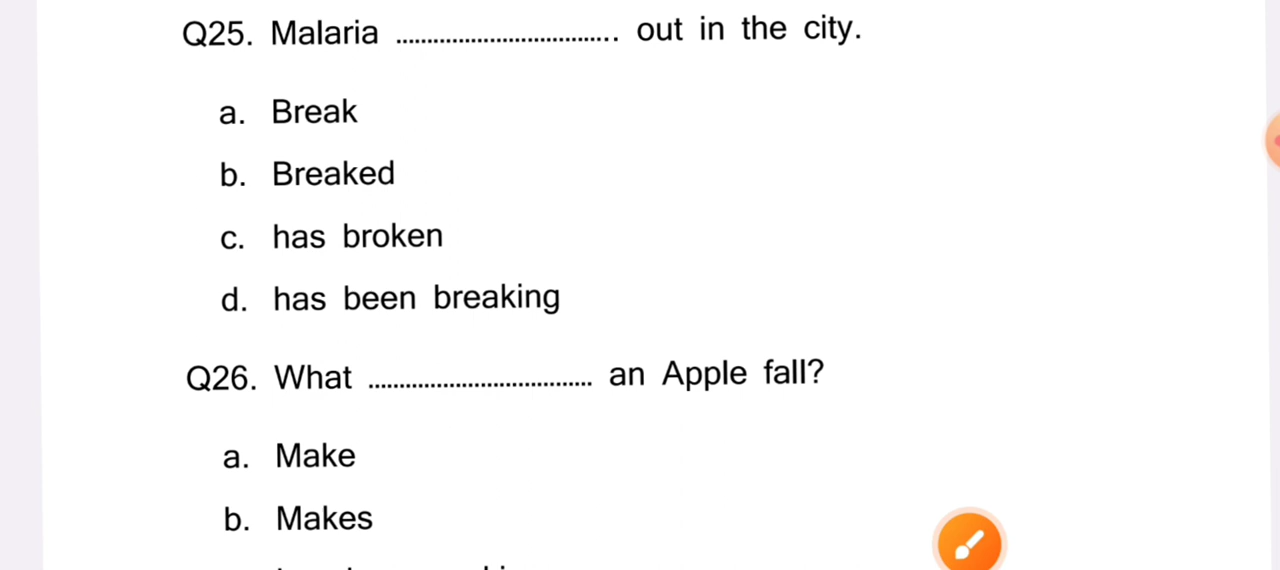 Q25. Malaria ..................................... out in the city.
a. Break
b. Breaked
c. has broken
d. has been breaking
Q26. What ..................................... an Apple fall?
a. Make
b. Makes